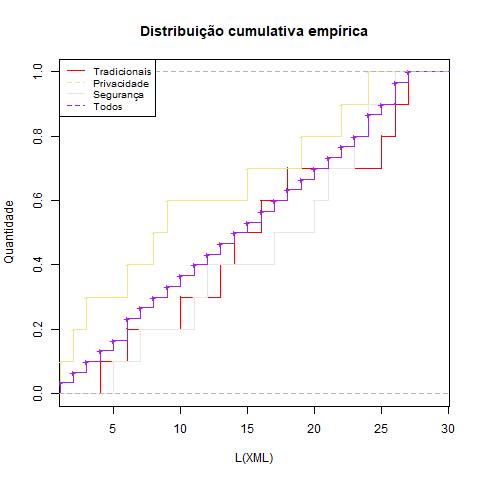 Distribuição cumulativa empírica
Tradicionais
Privacidade
Segurança
Todos
Quantidade
1.0
0.8
0.6
0.4
0.2
0.0
5 10 15 20 25 30
L(XML)